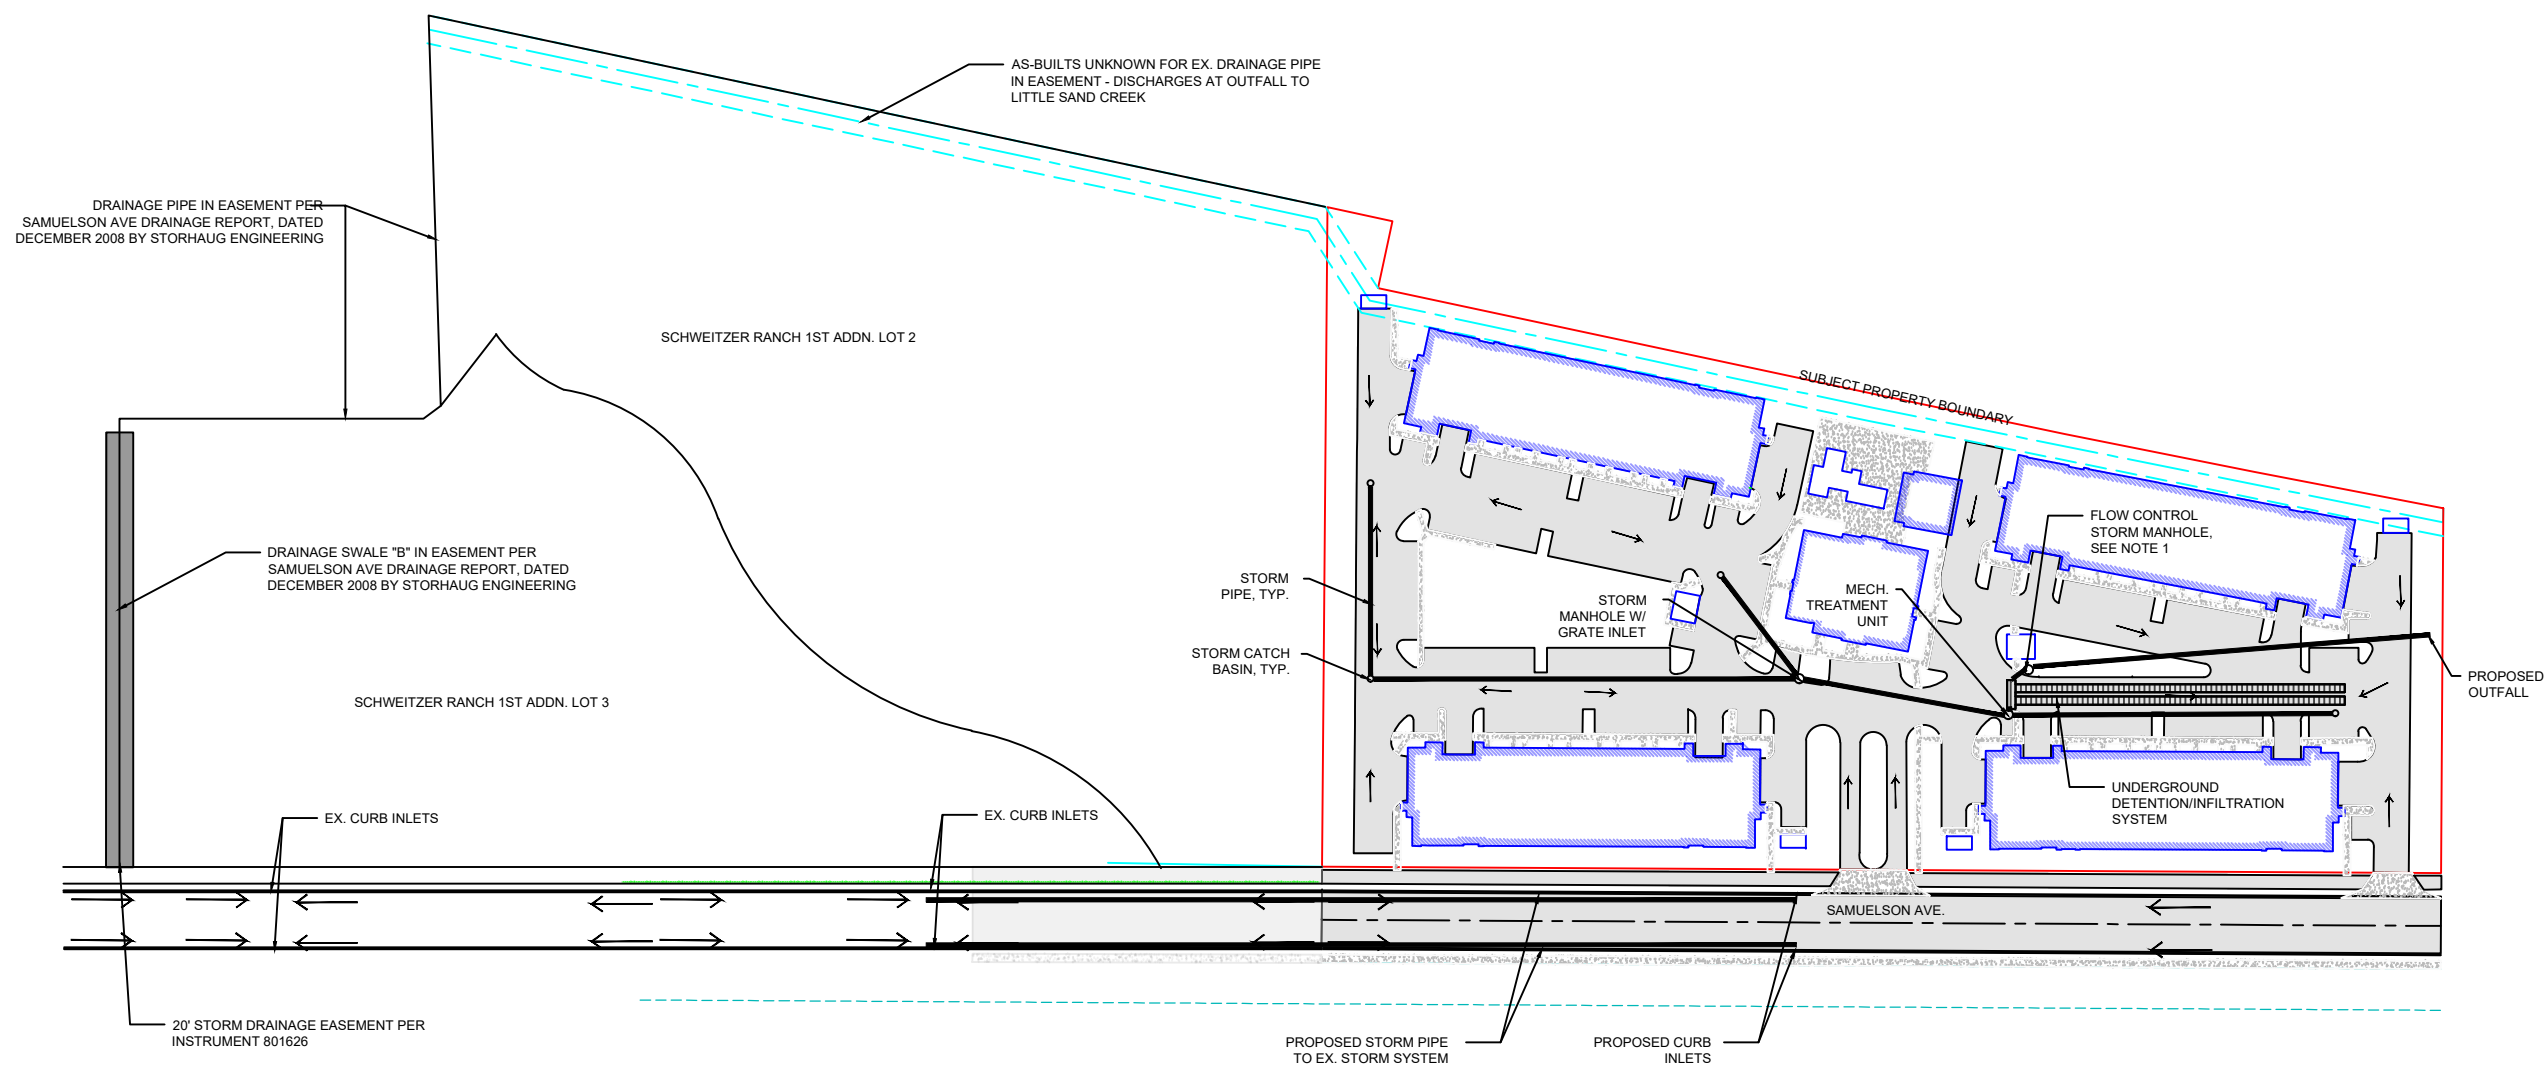 AS-BUILTS UNKNOWN FOR EX. DRAINAGE PIPE
IN EASEMENT - DISCHARGES AT OUTFALL TO
LITTLE SAND CREEK
DRAINAGE PIPE IN EASEMENT PER
SAMUELSON AVE DRAINAGE REPORT, DATED
DECEMBER 2008 BY STORHAUG ENGINEERING
SCHWEITZER RANCH 1ST ADDN. LOT 2
SUBJECT PROPERTY BOUNDARY
FLOW CONTROL
STORM MANHOLE,
SEE NOTE 1
DRAINAGE SWALE "B" IN EASEMENT PER
SAMUELSON AVE DRAINAGE REPORT, DATED
DECEMBER 2008 BY STORHAUG ENGINEERING
STORM
PIPE, TYP.
STORM
MANHOLE W/
GRATE INLET
MECH.
TREATMENT
UNIT
STORM CATCH
BASIN, TYP.
PROPOSED
OUTFALL
SCHWEITZER RANCH 1ST ADDN. LOT 3
UNDERGROUND
DETENTION/INFILTRATION
SYSTEM
EX. CURB INLETS
EX. CURB INLETS
SAMUELSON AVE.
20' STORM DRAINAGE EASEMENT PER
INSTRUMENT 801626
PROPOSED STORM PIPE
TO EX. STORM SYSTEM
PROPOSED CURB
INLETS